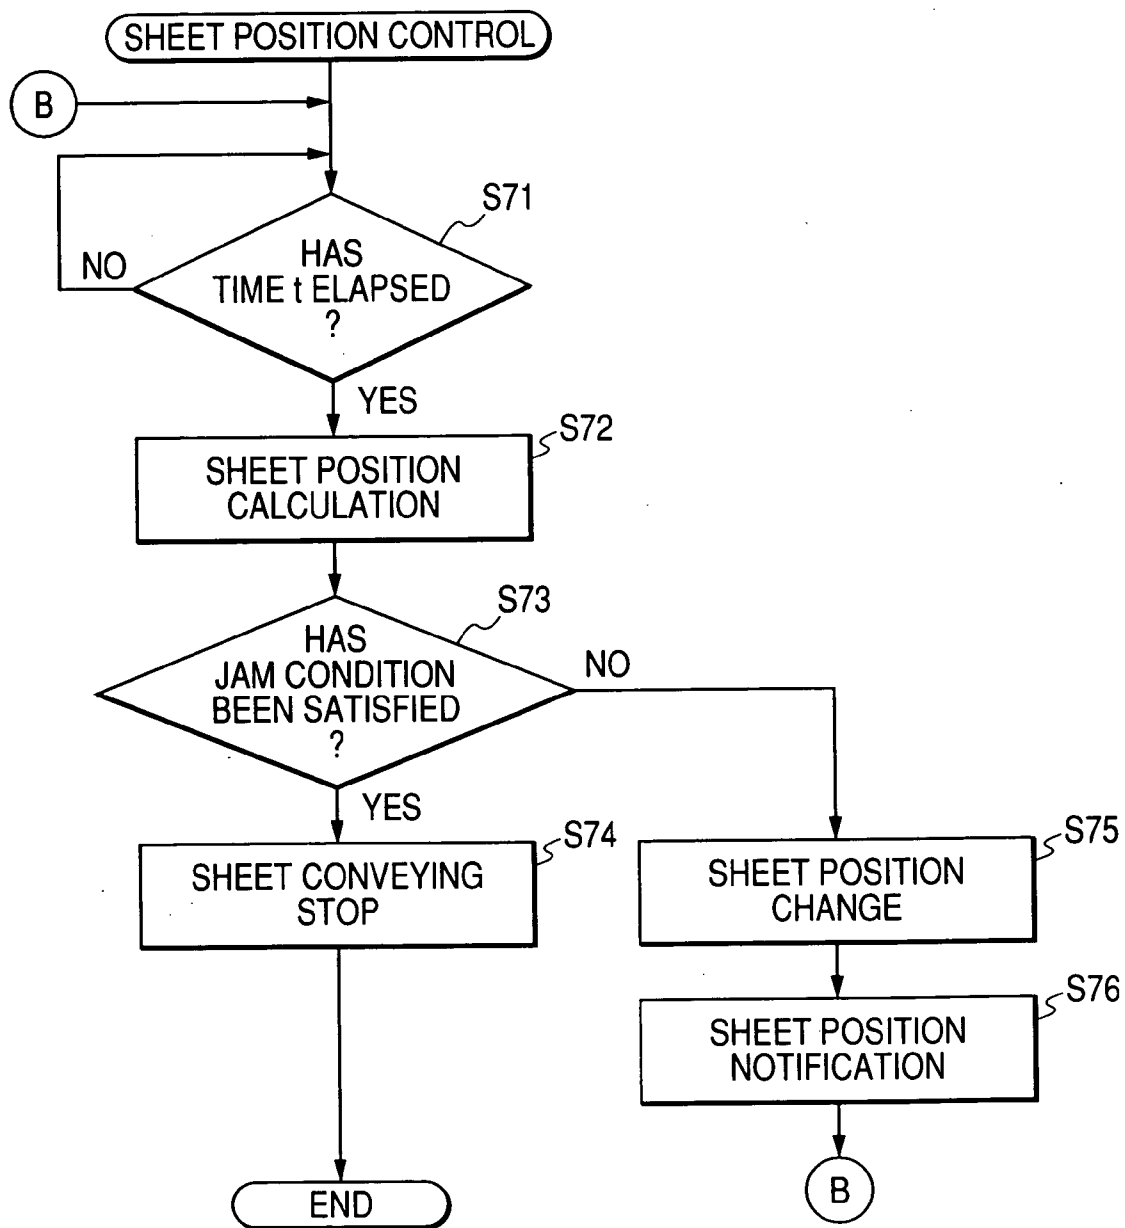 SHEET POSITION CONTROL
B
S71
HAS
TIME t ELAPSED
?
NO
YES
S72
SHEET POSITION
CALCULATION
S73
HAS
JAM CONDITION
BEEN SATISFIED
?
NO
YES
S74
SHEET CONVEYING
STOP
S75
SHEET POSITION
CHANGE
S76
SHEET POSITION
NOTIFICATION
B
END